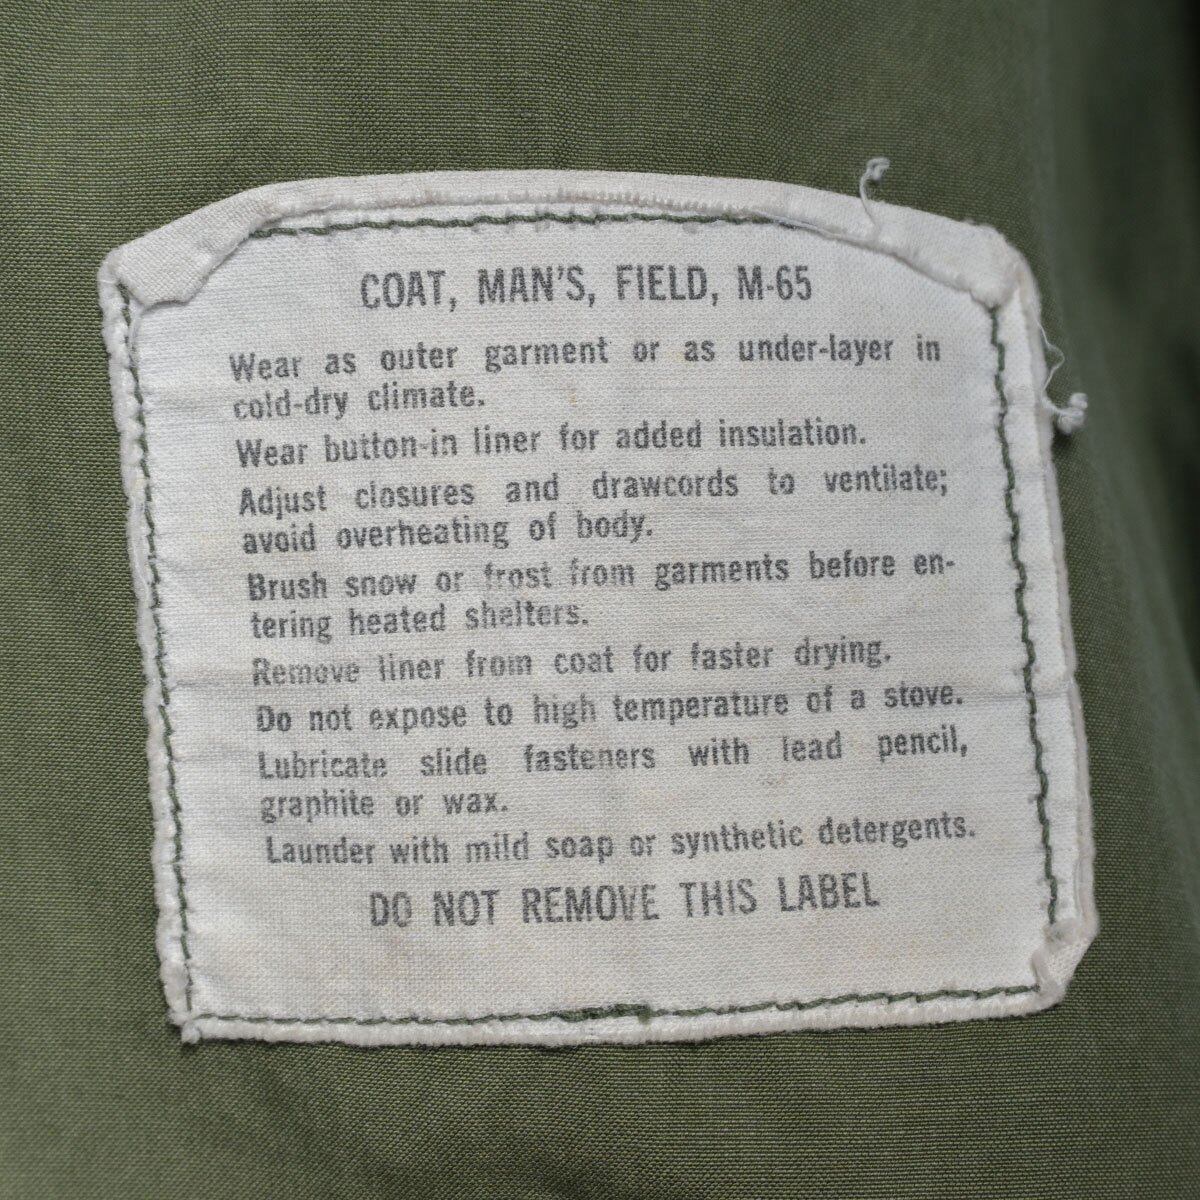 COAT, MAN'S, FIELD, M-65
Wear as outer garment or as under-layer in
cold-dry climate.
Wear button-in liner for added insulation.
Adjust closures and drawcords to ventilate;
avoid overheating of body.
Brush snow or frost from garments before en-
tering heated shelters.
Remove liner from coat for faster drying.
Do not expose to high temperature of a stove.
Lubricate slide fasteners with lead pencil,
graphite or wax.
Launder with mild soap or synthetic detergents.
DO NOT REMOVE THIS LABEL